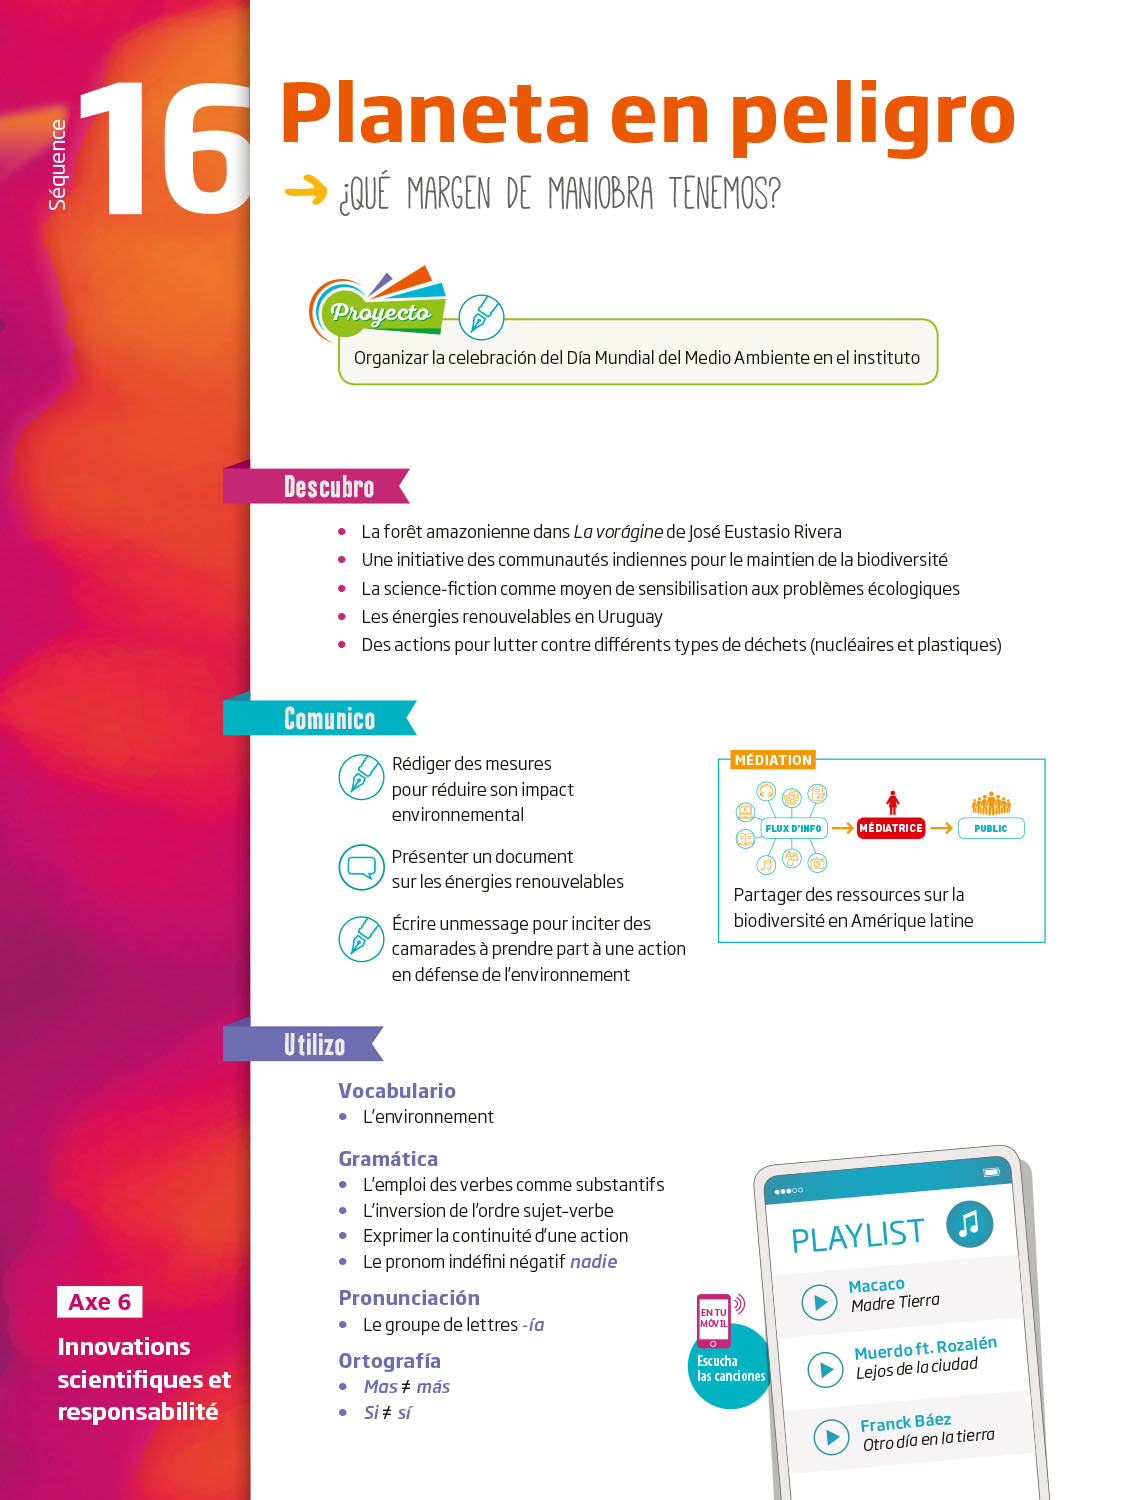 Séquence
16
Planeta en peligro
¿QUÉ MARGEN DE MANIOBRA TENEMOS?
Proyecto
Organizar la celebración del Día Mundial del Medio Ambiente en el instituto
Descubro
• La forêt amazonienne dans La vorágine de José Eustasio Rivera
• Une initiative des communautés indiennes pour le maintien de la biodiversité
• La science-fiction comme moyen de sensibilisation aux problèmes écologiques
• Les énergies renouvelables en Uruguay
• Des actions pour lutter contre différents types de déchets (nucléaires et plastiques)
Comunico
Rédiger des mesures
pour réduire son impact
environnemental
Présenter un document
sur les énergies renouvelables
Écrire unmessage pour inciter des
camarades à prendre part à une action
en défense de l'environnement
MÉDIATION
FLUX D'INFO
MÉDIATRICE
PUBLIC
Partager des ressources sur la
biodiversité en Amérique latine
Utilizo
Vocabulario
• L'environnement
Gramática
• L'emploi des verbes comme substantifs
• L'inversion de l'ordre sujet-verbe
• Exprimer la continuité d'une action
• Le pronom indéfini négatif nadie
Pronunciación
• Le groupe de lettres -ía
Ortografía
• Mas ≠ más
• Si ≠ sí
EN TU
MÓVIL
Escucha
las canciones
PLAYLIST
Macaco
Madre Tierra
Muerdo ft. Rozalén
Lejos de la ciudad
Franck Báez
Otro día en la tierra
Axe 6
Innovations
scientifiques et
responsabilité